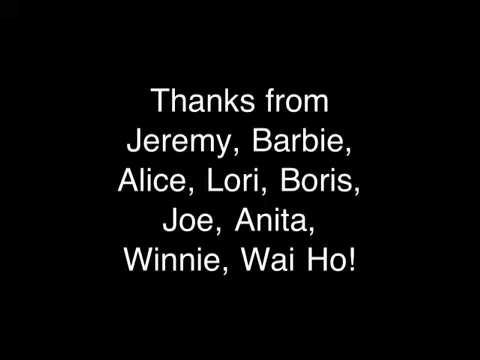 Thanks from
Jeremy, Barbie,
Alice, Lori, Boris,
Joe, Anita,
Winnie, Wai Ho!